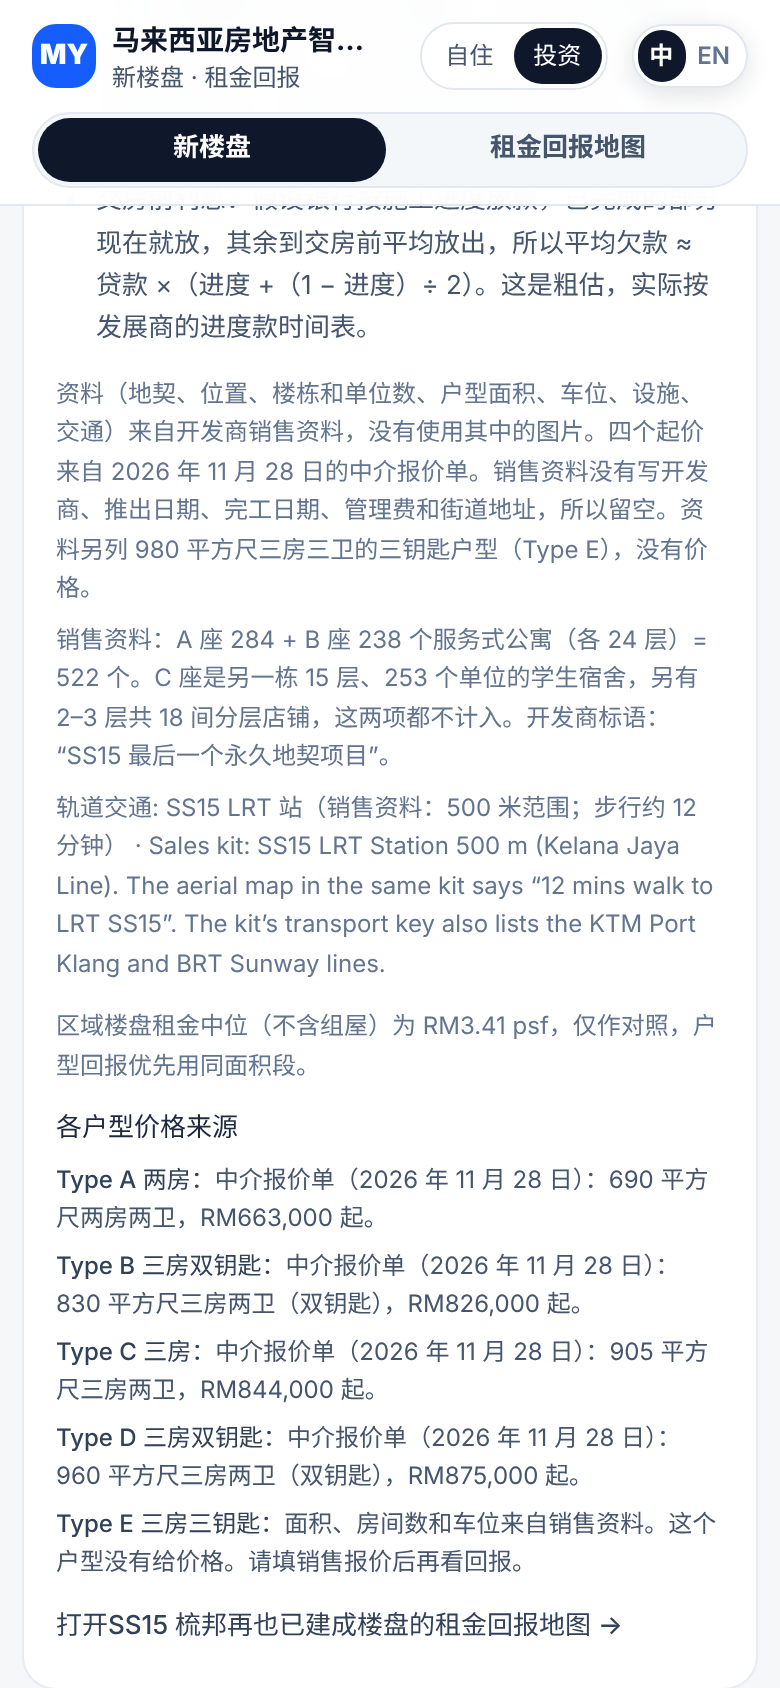 MY
马来西亚房地产智...
新楼盘 · 租金回报
自住
投资
中
EN
新楼盘
租金回报地图
现在就放，其余到交房前平均放出，所以平均欠款 ≈
贷款 ×（进度 +（1 − 进度）÷ 2）。这是粗估，实际按
发展商的进度款时间表。
资料（地契、位置、楼栋和单位数、户型面积、车位、设施、
交通）来自开发商销售资料，没有使用其中的图片。四个起价
来自 2026 年 11 月 28 日的中介报价单。销售资料没有写开发
商、推出日期、完工日期、管理费和街道地址，所以留空。资
料另列 980 平方尺三房三卫的三钥匙户型（Type E），没有价
格。
销售资料：A 座 284 + B 座 238 个服务式公寓（各 24 层）=
522 个。C 座是另一栋 15 层、253 个单位的学生宿舍，另有
2–3 层共 18 间分层店铺，这两项都不计入。开发商标语：
“SS15 最后一个永久地契项目”。
轨道交通: SS15 LRT 站（销售资料：500 米范围；步行约 12
分钟） · Sales kit: SS15 LRT Station 500 m (Kelana Jaya
Line). The aerial map in the same kit says “12 mins walk to
LRT SS15”. The kit’s transport key also lists the KTM Port
Klang and BRT Sunway lines.
区域楼盘租金中位（不含组屋）为 RM3.41 psf，仅作对照，户
型回报优先用同面积段。
各户型价格来源
Type A 两房：中介报价单（2026 年 11 月 28 日）：690 平方
尺两房两卫，RM663,000 起。
Type B 三房双钥匙：中介报价单（2026 年 11 月 28 日）：
830 平方尺三房两卫（双钥匙），RM826,000 起。
Type C 三房：中介报价单（2026 年 11 月 28 日）：905 平方
尺三房两卫，RM844,000 起。
Type D 三房双钥匙：中介报价单（2026 年 11 月 28 日）：
960 平方尺三房两卫（双钥匙），RM875,000 起。
Type E 三房三钥匙：面积、房间数和车位来自销售资料。这个
户型没有给价格。请填销售报价后再看回报。
打开SS15 梳邦再也已建成楼盘的租金回报地图 →